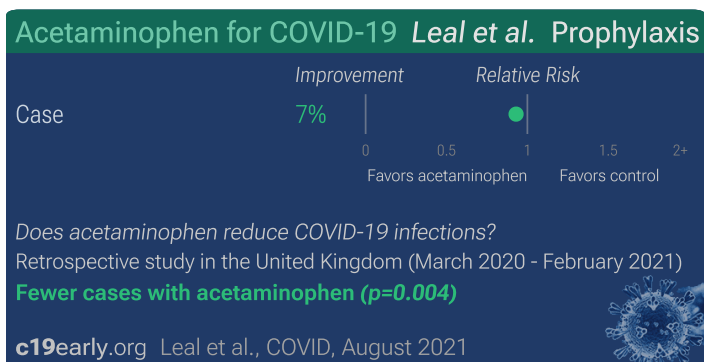 Acetaminophen for COVID-19 Leal et al. Prophylaxis
Improvement Relative Risk
Case 7%
0 0.5 1 1.5 2+
Favors acetaminophen Favors control
Does acetaminophen reduce COVID-19 infections?
Retrospective study in the United Kingdom (March 2020 - February 2021)
Fewer cases with acetaminophen (p=0.004)
c19early.org Leal et al., COVID, August 2021